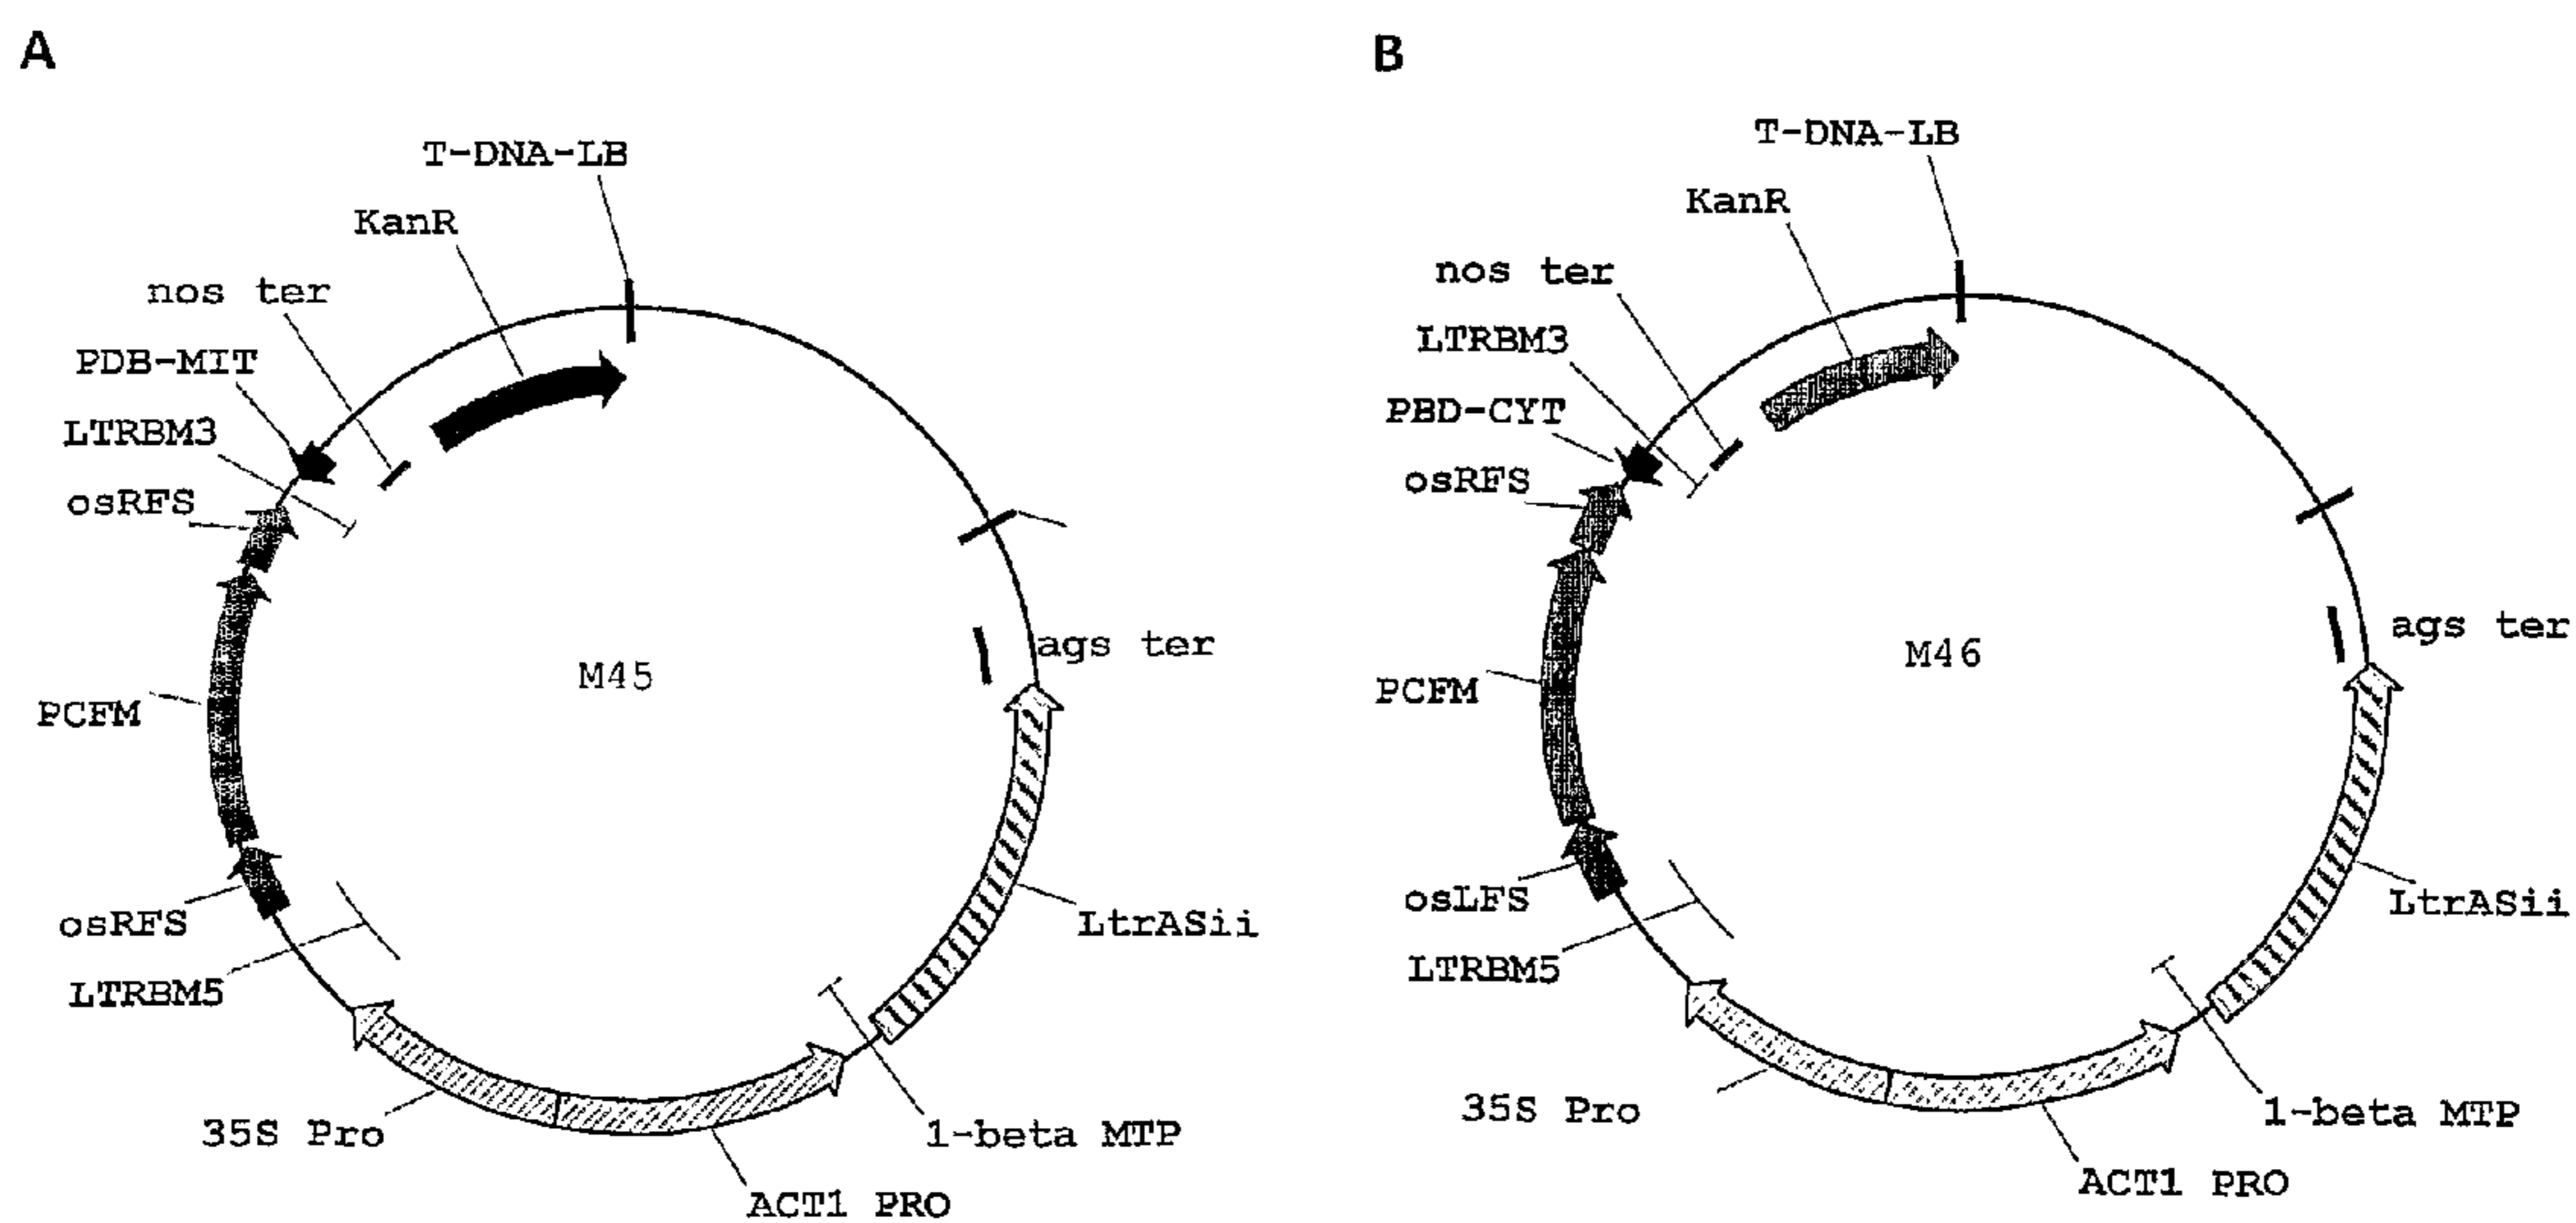 A
T-DNA-LB
KanR
nos ter
PDB-MIT
LTRBM3
osRFS
PCFM
osRFS
LTRBM5
35S Pro
ACT1 PRO
1-beta MTP
LtrASii
ags ter
M45
B
T-DNA-LB
KanR
nos ter
LTRBM3
PBD-CYT
osRFS
PCFM
osLFS
LTRBM5
35S Pro
ACT1 PRO
1-beta MTP
LtrASii
ags ter
M46